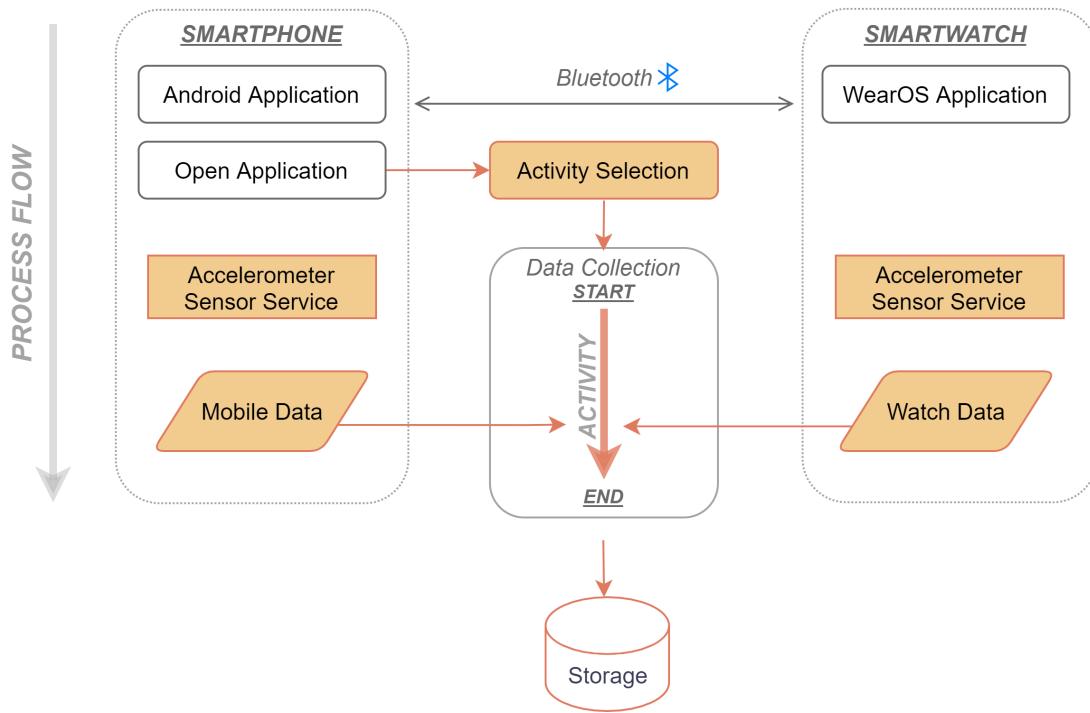 SMARTPHONE
SMARTWATCH
Bluetooth
Android Application
WearOS Application
Open Application
Activity Selection
PROCESS FLOW
Data Collection
START
Accelerometer
Sensor Service
Accelerometer
Sensor Service
ACTIVITY
Mobile Data
Watch Data
END
Storage